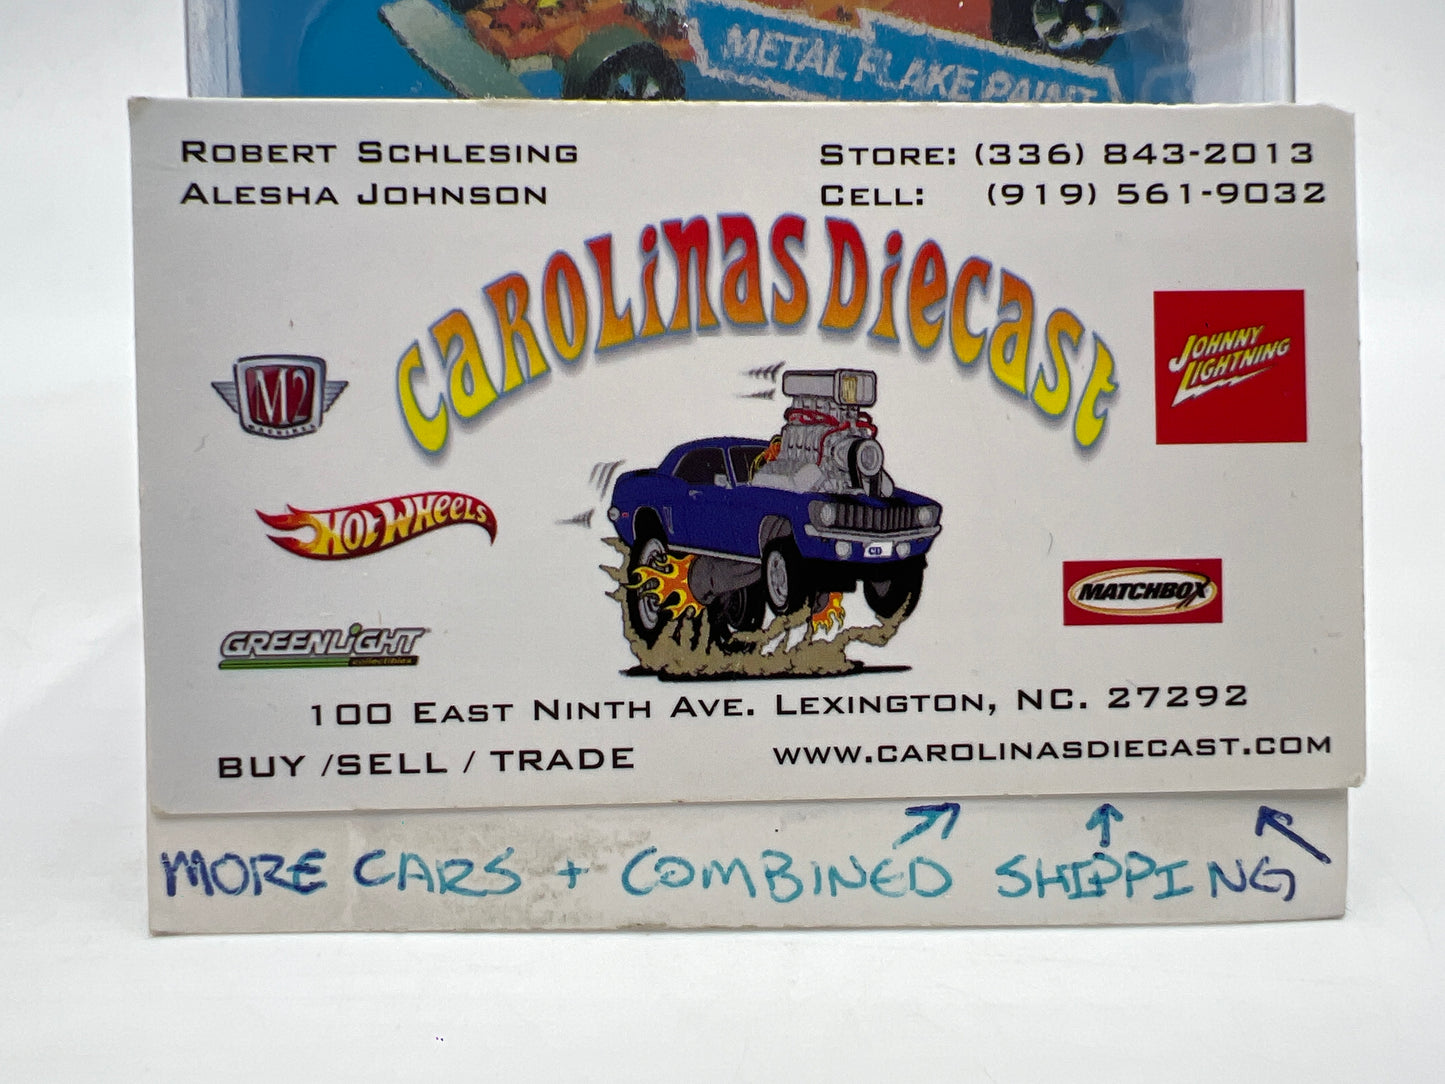 METAL FLAKE PAINT
ROBERT SCHLESING
ALESHA JOHNSON
STORE: (336) 843-2013
CELL: (919) 561-9032
CAROLINAS DIECAST
M2
MACHINES
JOHNNY
LIGHTNING
HOT WHEELS
CD
MATCHBOX
GREENLIGHT
collectibles
100 EAST NINTH AVE. LEXINGTON, NC. 27292
BUY /SELL / TRADE
WWW.CAROLINASDIECAST.COM
MORE CARS + COMBINED SHIPPING